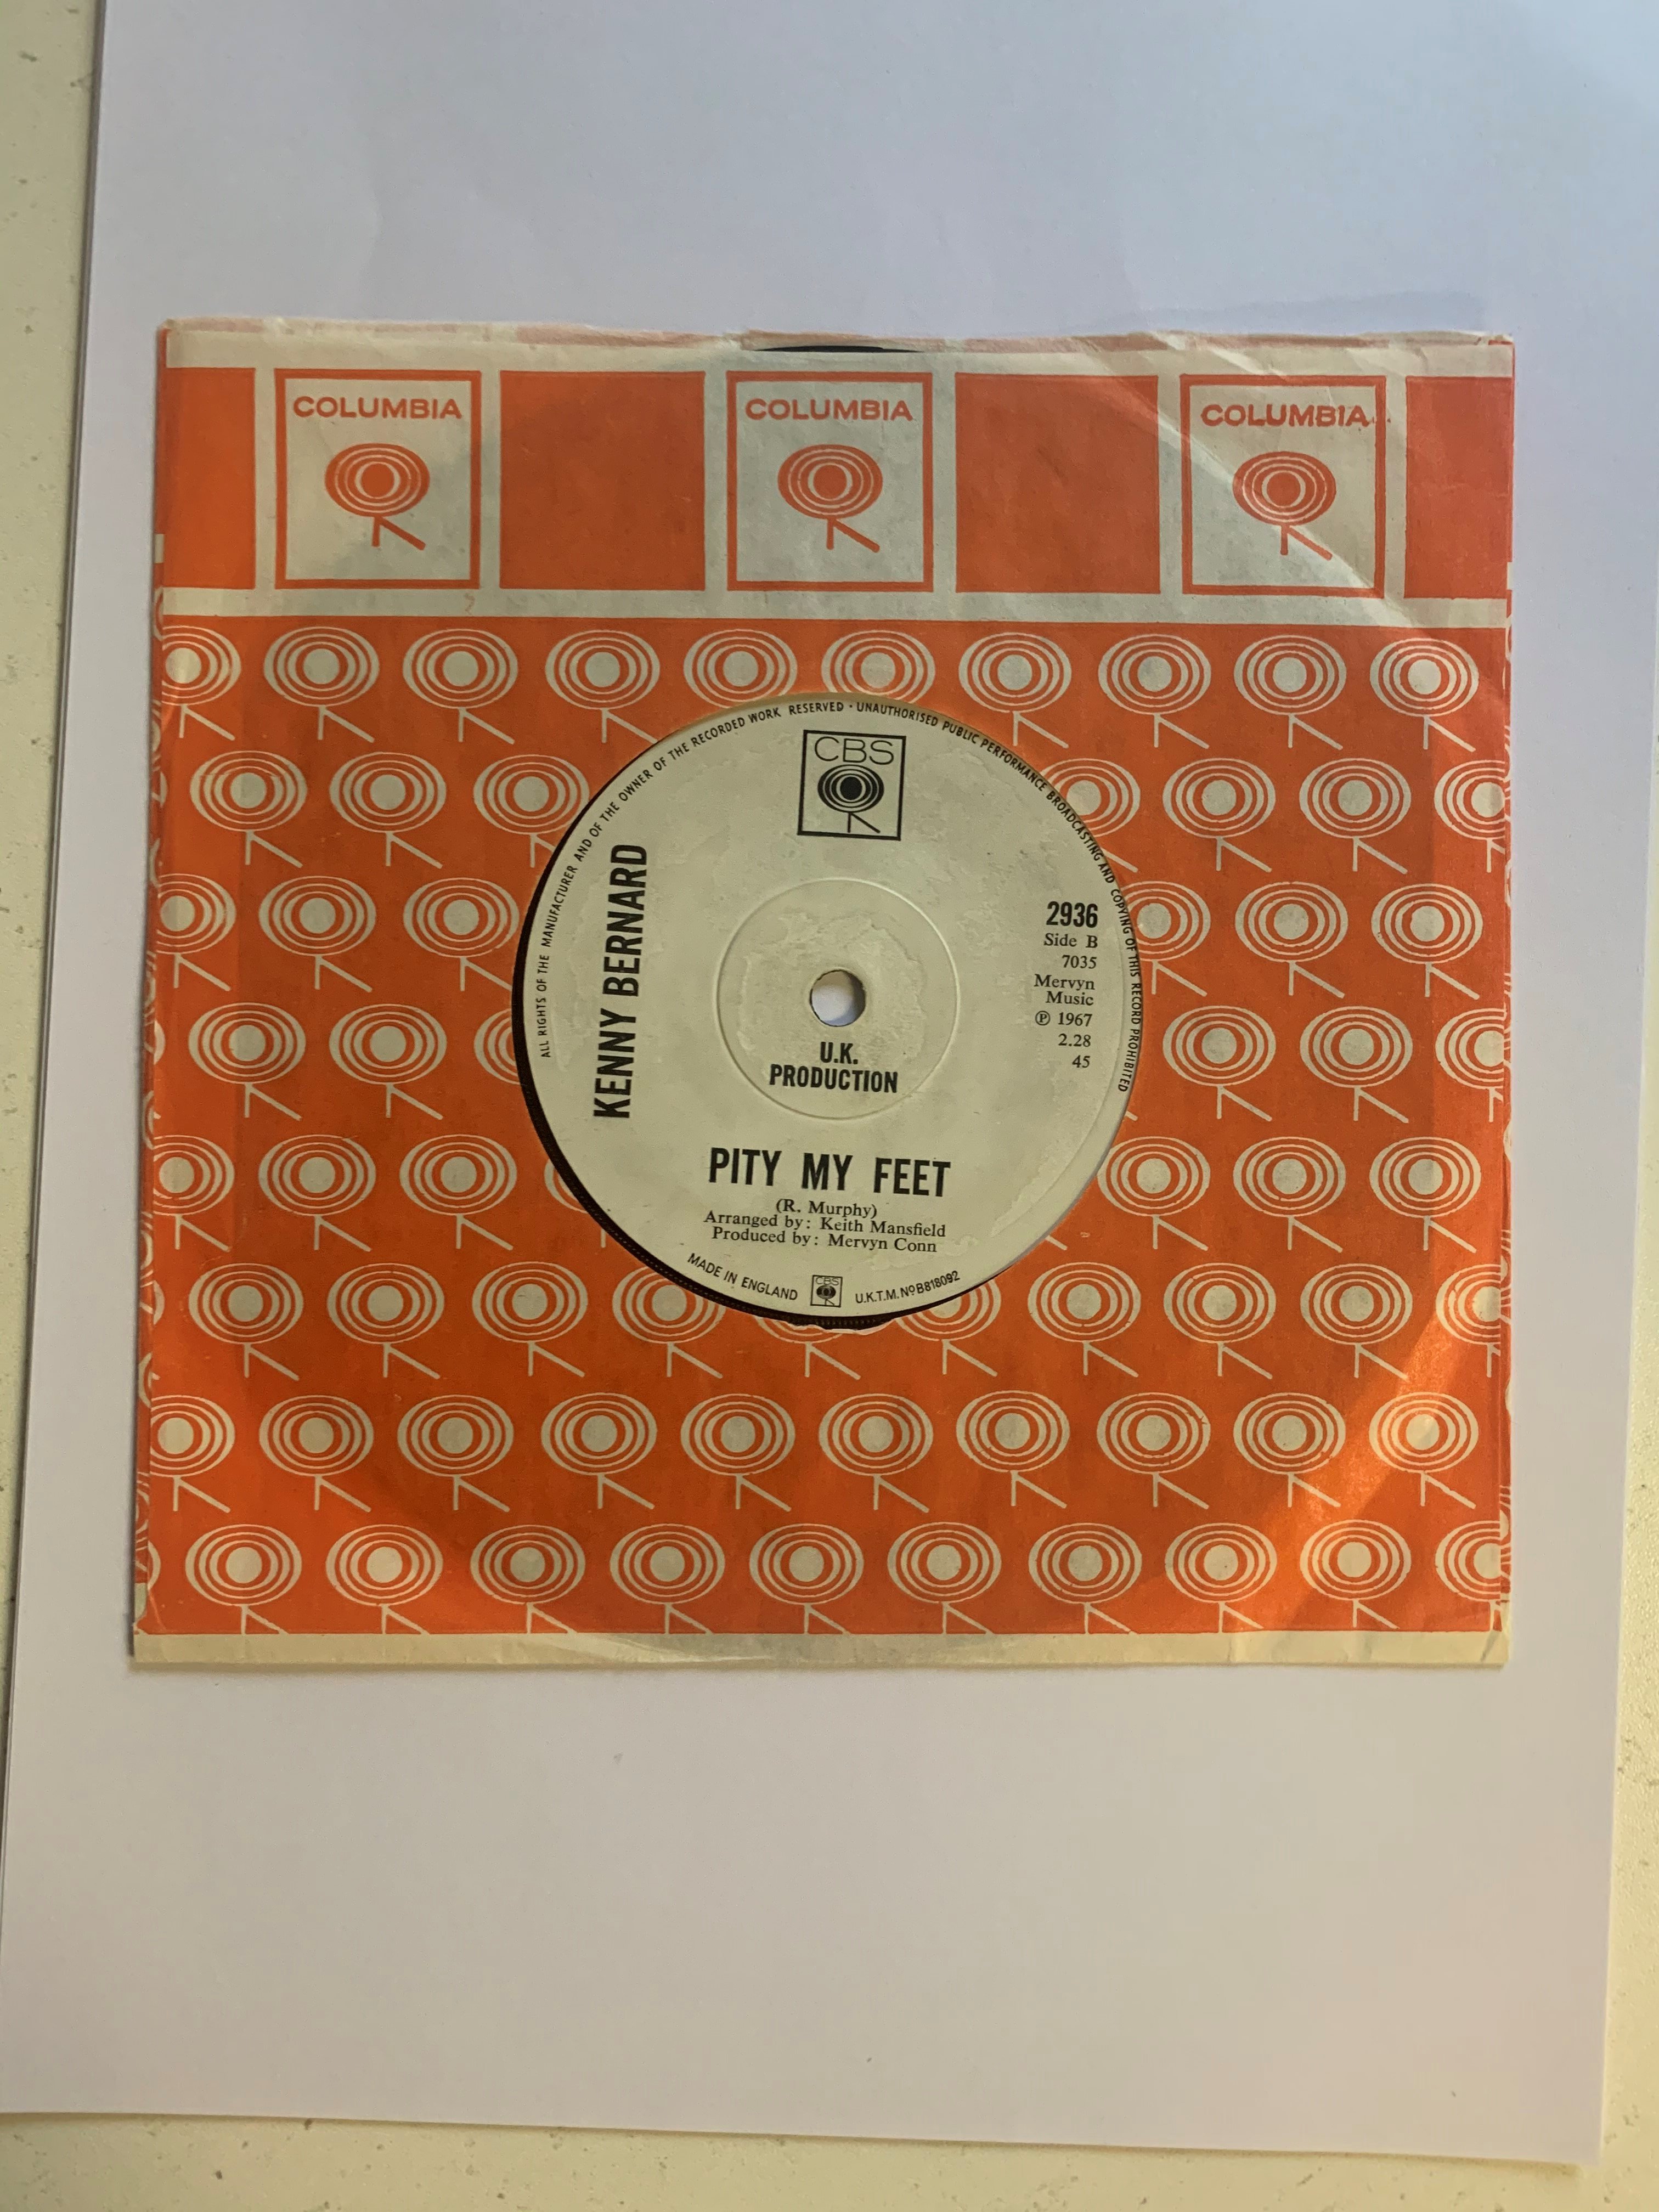 COLUMBIA
COLUMBIA
COLUMBIA
ALL RIGHTS OF THE MANUFACTURER AND OF THE OWNER OF THE RECORDED WORK RESERVED · UNAUTHORISED PUBLIC PERFORMANCE BROADCASTING AND COPYING OF THIS RECORD PROHIBITED
CBS
KENNY BERNARD
2936
Side B
7035
Mervyn
Music
℗ 1967
2.28
45
U.K.
PRODUCTION
PITY MY FEET
(R. Murphy)
Arranged by: Keith Mansfield
Produced by: Mervyn Conn
MADE IN ENGLAND
CBS
U.K.T.M. No B818092